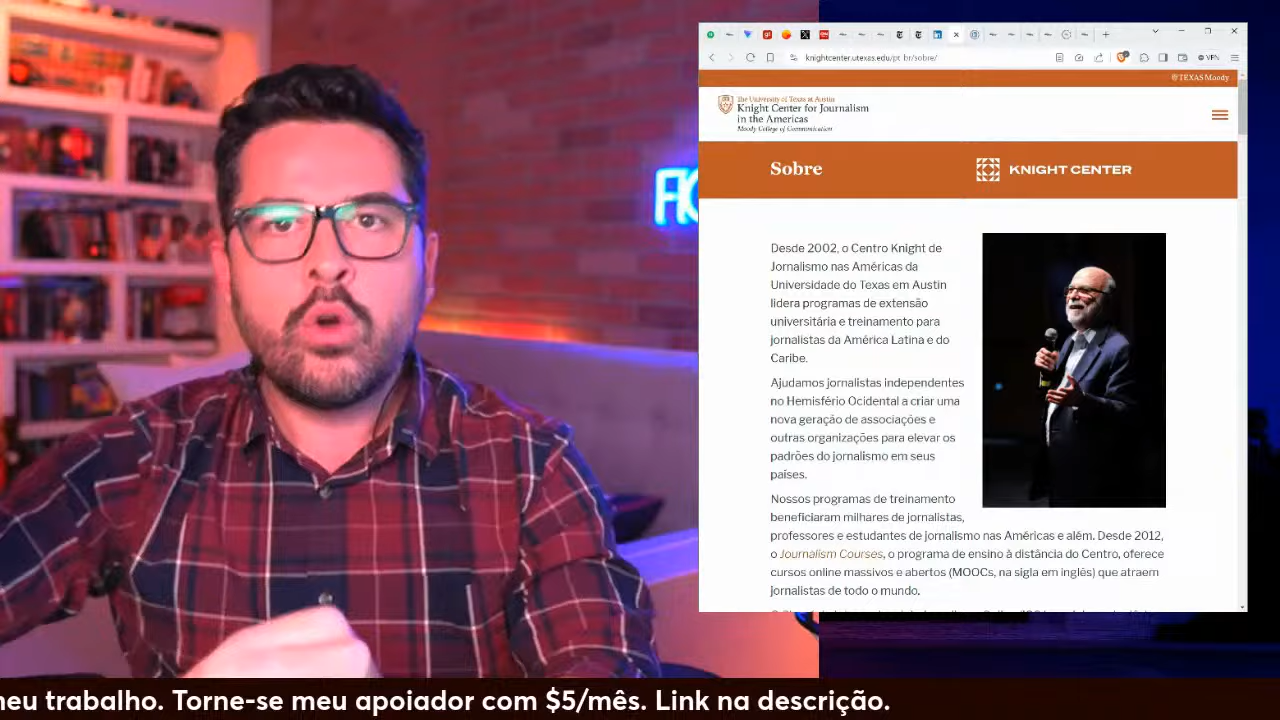 knightcenter.utexas.edu/pt-br/sobre/
VPN
TEXAS Moody
The University of Texas at Austin
Knight Center for Journalism
in the Americas
Moody College of Communication
Sobre
KNIGHT CENTER
Desde 2002, o Centro Knight de
Jornalismo nas Américas da
Universidade do Texas em Austin
lidera programas de extensão
universitária e treinamento para
jornalistas da América Latina e do
Caribe.
Ajudamos jornalistas independentes
no Hemisfério Ocidental a criar uma
nova geração de associações e
outras organizações para elevar os
padrões do jornalismo em seus
países.
Nossos programas de treinamento
beneficiaram milhares de jornalistas,
professores e estudantes de jornalismo nas Américas e além. Desde 2012,
o Journalism Courses, o programa de ensino à distância do Centro, oferece
cursos online massivos e abertos (MOOCs, na sigla em inglês) que atraem
jornalistas de todo o mundo.
meu trabalho. Torne-se meu apoiador com $5/mês. Link na descrição.